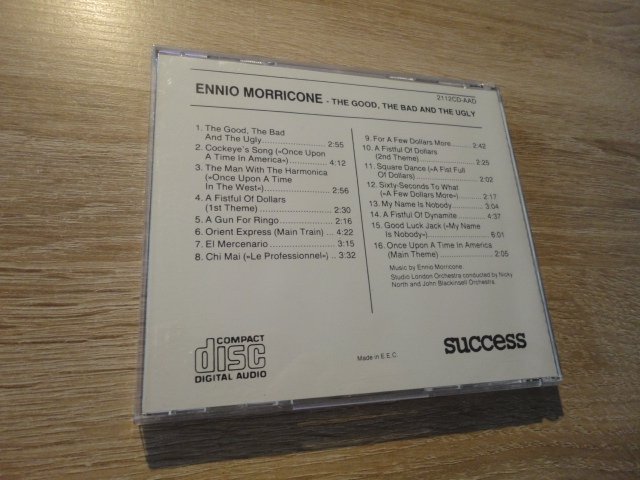 ENNIO MORRICONE - THE GOOD, THE BAD AND THE UGLY
2112CD-AAD
1. The Good, The Bad
And The Ugly ..... 2:55
2. Cockeye's Song (»Once Upon
A Time In America«) ..... 4:12
3. The Man With The Harmonica
(»Once Upon A Time
In The West«) ..... 2:56
4. A Fistful Of Dollars
(1st Theme) ..... 2:30
5. A Gun For Ringo ..... 2:16
6. Orient Express (Main Train) .... 4:22
7. El Mercenario ..... 3:15
8. Chi Mai (»Le Professionnel«) .. 3:32
9. For A Few Dollars More ..... 2:42
10. A Fistful Of Dollars
(2nd Theme) ..... 2:25
11. Square Dance (»A Fist Full
Of Dollars«) ..... 2:02
12. Sixty-Seconds To What
(»A Few Dollars More«) ..... 2:17
13. My Name Is Nobody ..... 3:04
14. A Fistful Of Dynamite ..... 4:37
15. Good Luck Jack (»My Name
Is Nobody«) ..... 6:01
16. Once Upon A Time In America
(Main Theme) ..... 2:05
Music by Ennio Morricone
Studio London Orchestra conducted by Nicky
North and John Blackinsell Orchestra
COMPACT
disc
DIGITAL AUDIO
Made in E.E.C.
success